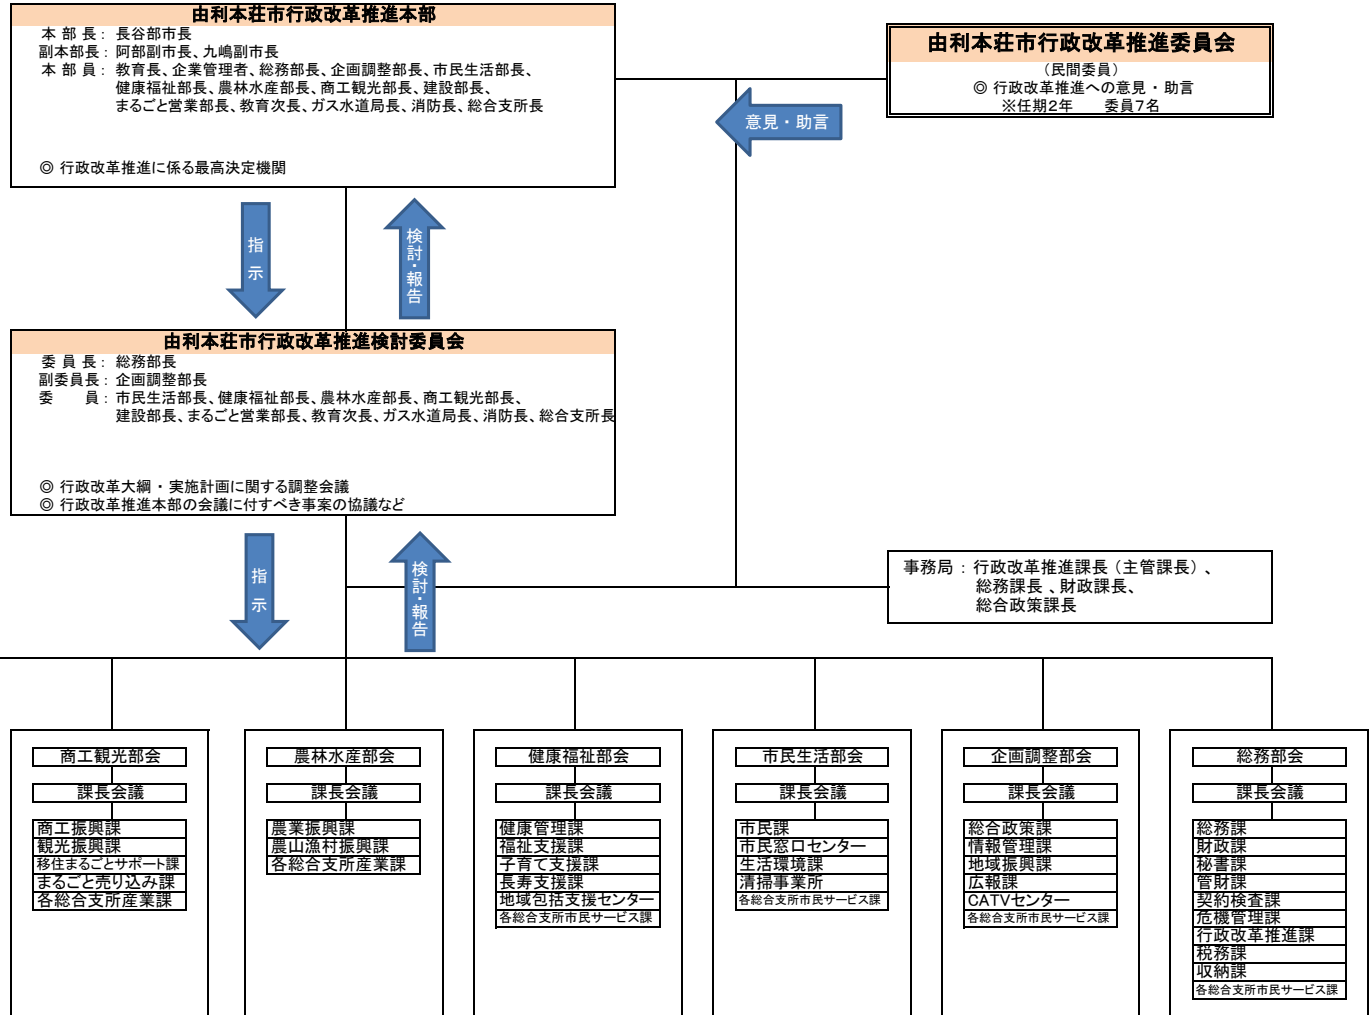 由利本荘市行政改革推進本部
本 部 長 : 長谷部市長
副本部長 : 阿部副市長、九嶋副市長
本 部 員 : 教育長、企業管理者、総務部長、企画調整部長、市民生活部長、
健康福祉部長、農林水産部長、商工観光部長、建設部長、
まるごと営業部長、教育次長、ガス水道局長、消防長、総合支所長
◎ 行政改革推進に係る最高決定機関
由利本荘市行政改革推進委員会
（民間委員）
◎ 行政改革推進への意見・助言
※任期2年　委員7名
意見・助言
指示
検討・報告
由利本荘市行政改革推進検討委員会
委 員 長 : 総務部長
副委員長 : 企画調整部長
委　　員 : 市民生活部長、健康福祉部長、農林水産部長、商工観光部長、
建設部長、まるごと営業部長、教育次長、ガス水道局長、消防長、総合支所長
◎ 行政改革大綱・実施計画に関する調整会議
◎ 行政改革推進本部の会議に付すべき事案の協議など
指示
検討・報告
事務局 : 行政改革推進課長（主管課長）、
総務課長 、財政課長、
総合政策課長
商工観光部会
課長会議
商工振興課
観光振興課
移住まるごとサポート課
まるごと売り込み課
各総合支所産業課
農林水産部会
課長会議
農業振興課
農山漁村振興課
各総合支所産業課
健康福祉部会
課長会議
健康管理課
福祉支援課
子育て支援課
長寿支援課
地域包括支援センター
各総合支所市民サービス課
市民生活部会
課長会議
市民課
市民窓口センター
生活環境課
清掃事業所
各総合支所市民サービス課
企画調整部会
課長会議
総合政策課
情報管理課
地域振興課
広報課
CATVセンター
各総合支所市民サービス課
総務部会
課長会議
総務課
財政課
秘書課
管財課
契約検査課
危機管理課
行政改革推進課
税務課
収納課
各総合支所市民サービス課